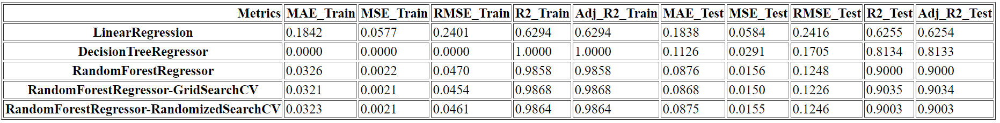 Metrics MAE_Train MSE_Train RMSE_Train R2_Train Adj_R2_Train MAE_Test MSE_Test RMSE_Test R2_Test Adj_R2_Test
LinearRegression 0.1842 0.0577 0.2401 0.6294 0.6294 0.1838 0.0584 0.2416 0.6255 0.6254
DecisionTreeRegressor 0.0000 0.0000 0.0000 1.0000 1.0000 0.1126 0.0291 0.1705 0.8134 0.8133
RandomForestRegressor 0.0326 0.0022 0.0470 0.9858 0.9858 0.0876 0.0156 0.1248 0.9000 0.9000
RandomForestRegressor-GridSearchCV 0.0321 0.0021 0.0454 0.9868 0.9868 0.0868 0.0150 0.1226 0.9035 0.9034
RandomForestRegressor-RandomizedSearchCV 0.0323 0.0021 0.0461 0.9864 0.9864 0.0875 0.0155 0.1246 0.9003 0.9003